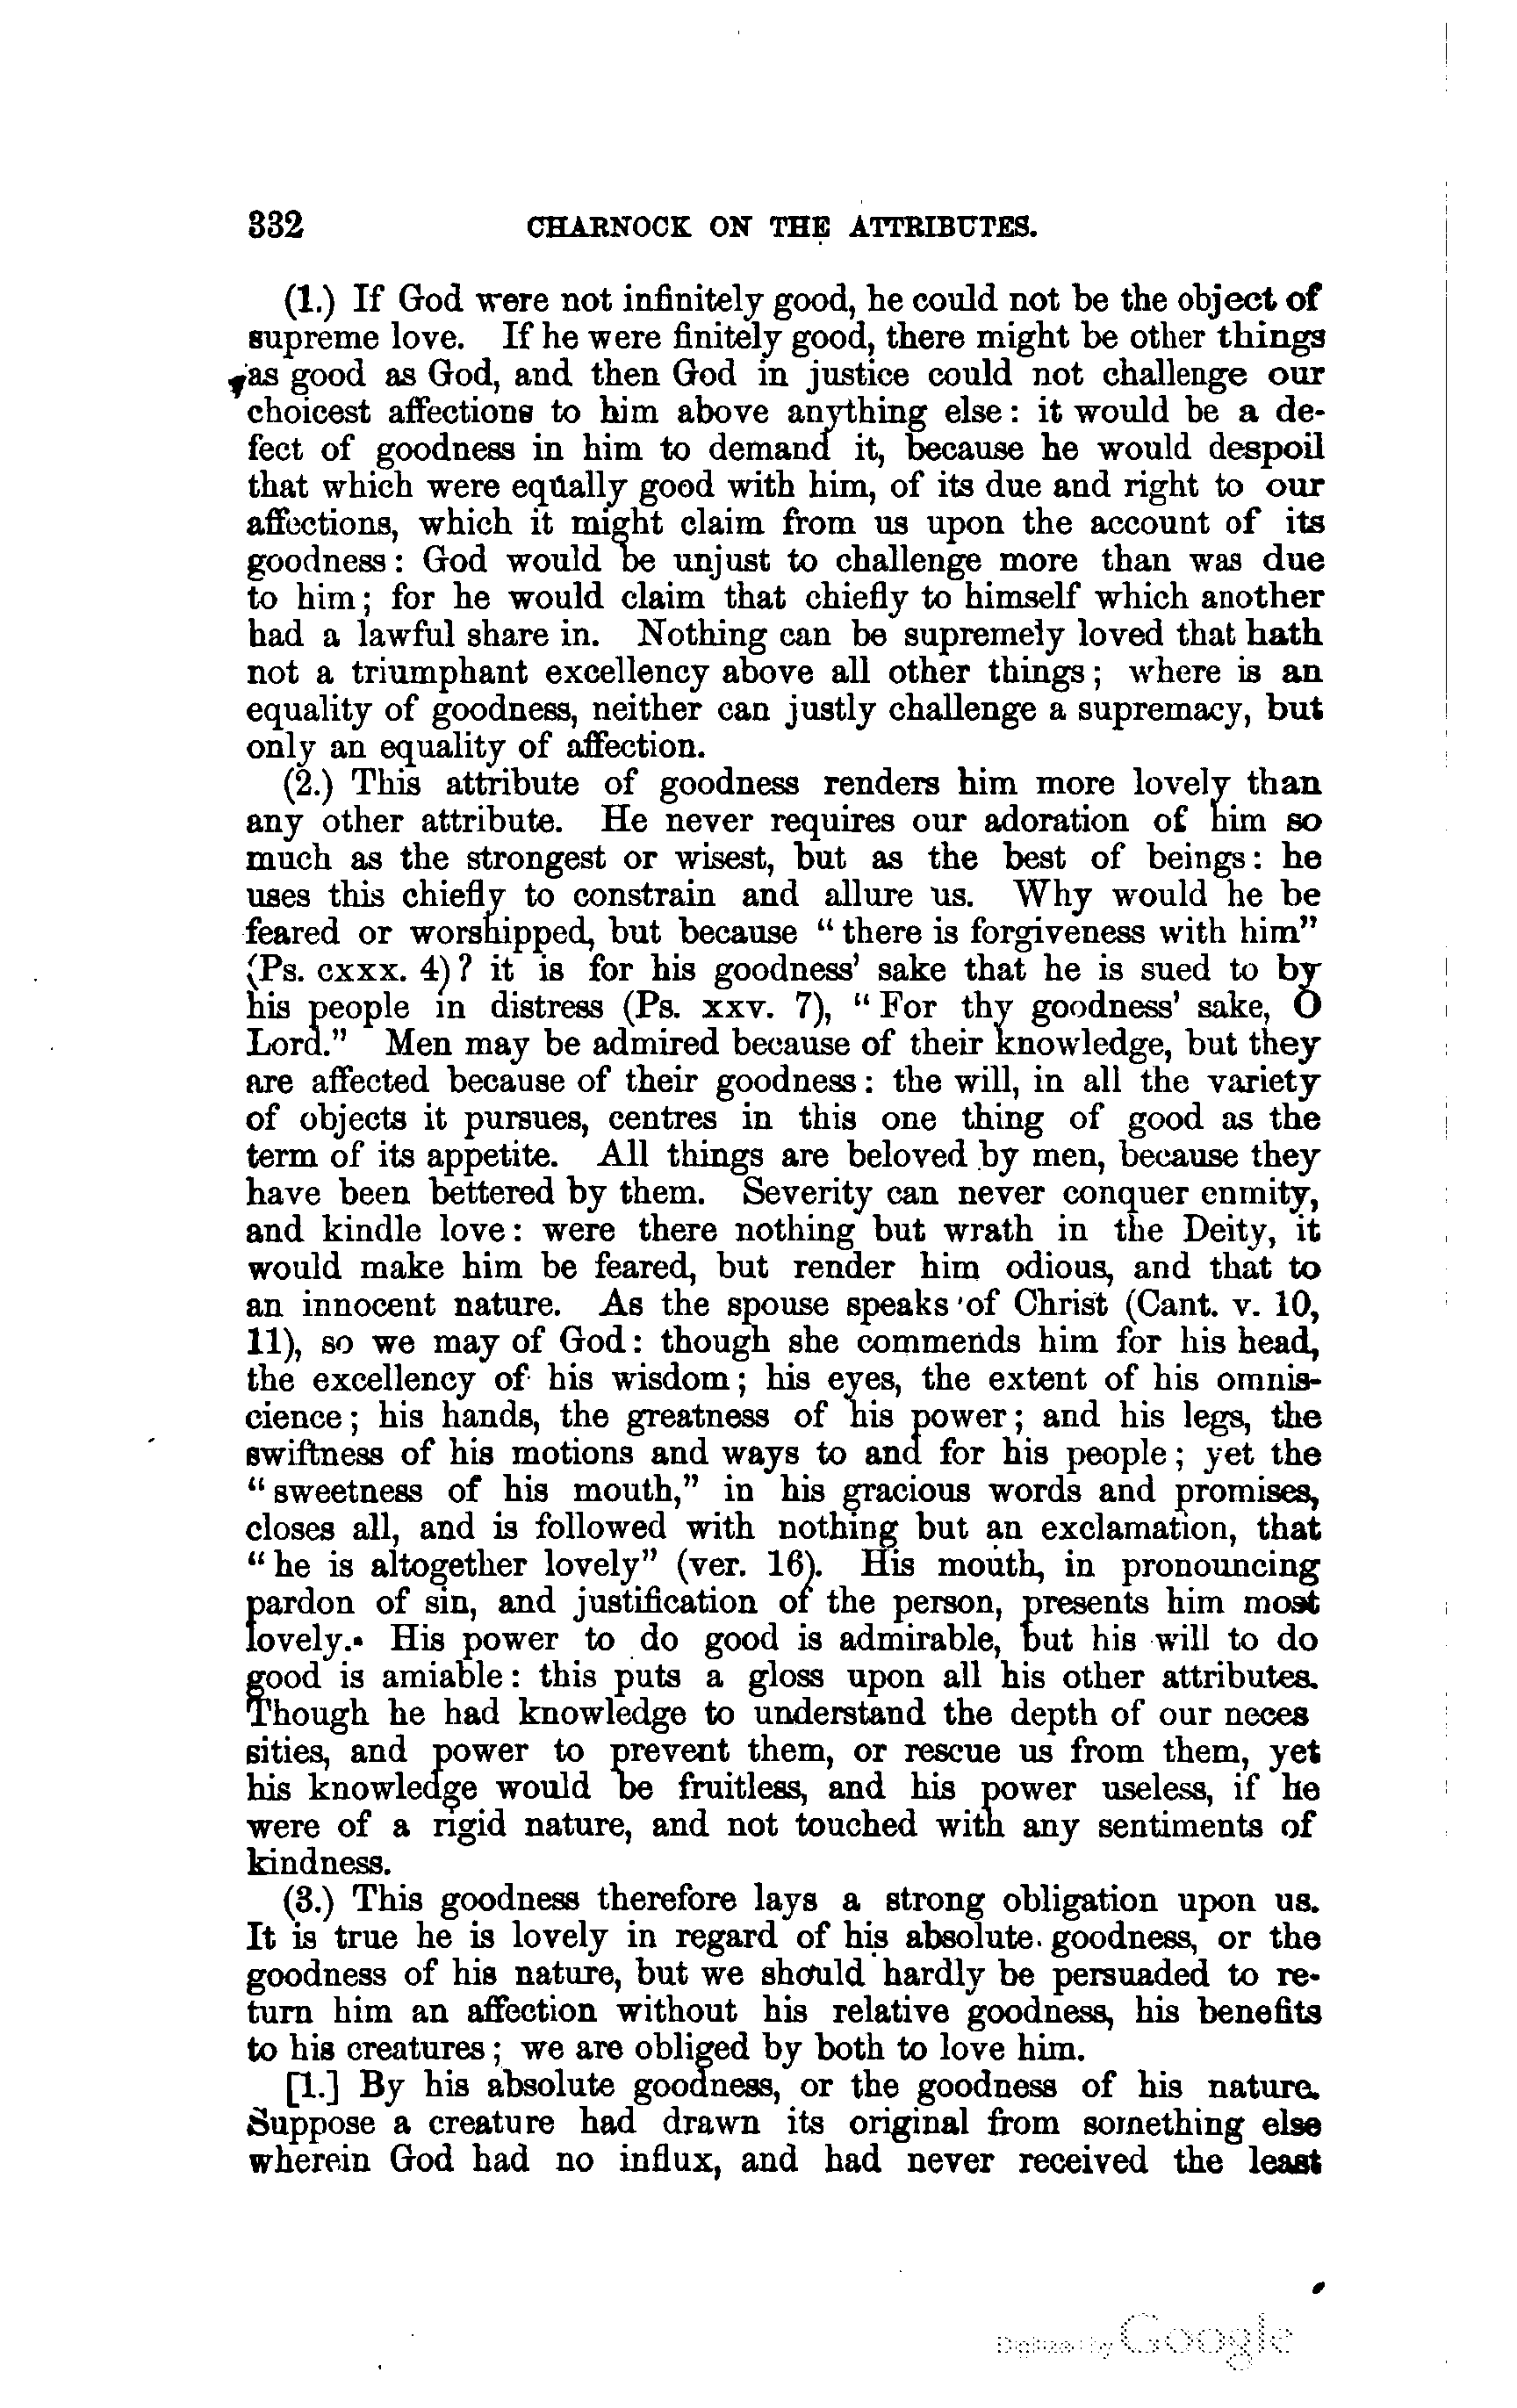 332 CHARNOCK ON THE ATTRIBUTES.
(1.) If God were not infinitely good, he could not be the object of
supreme love. If he were finitely good, there might be other things
as good as God, and then God in justice could not challenge our
choicest affections to him above anything else: it would be a de-
fect of goodness in him to demand it, because he would despoil
that which were equally good with him, of its due and right to our
affections, which it might claim from us upon the account of its
goodness: God would be unjust to challenge more than was due
to him; for he would claim that chiefly to himself which another
had a lawful share in. Nothing can be supremely loved that hath
not a triumphant excellency above all other things; where is an
equality of goodness, neither can justly challenge a supremacy, but
only an equality of affection.
(2.) This attribute of goodness renders him more lovely than
any other attribute. He never requires our adoration of him so
much as the strongest or wisest, but as the best of beings: he
uses this chiefly to constrain and allure us. Why would he be
feared or worshipped, but because "there is forgiveness with him"
(Ps. cxxx. 4)? it is for his goodness' sake that he is sued to by
his people in distress (Ps. xxv. 7), "For thy goodness' sake, O
Lord." Men may be admired because of their knowledge, but they
are affected because of their goodness: the will, in all the variety
of objects it pursues, centres in this one thing of good as the
term of its appetite. All things are beloved by men, because they
have been bettered by them. Severity can never conquer enmity,
and kindle love: were there nothing but wrath in the Deity, it
would make him be feared, but render him odious, and that to
an innocent nature. As the spouse speaks of Christ (Cant. v. 10,
11), so we may of God: though she commends him for his head,
the excellency of his wisdom; his eyes, the extent of his omnis-
cience; his hands, the greatness of his power; and his legs, the
swiftness of his motions and ways to and for his people; yet the
"sweetness of his mouth," in his gracious words and promises,
closes all, and is followed with nothing but an exclamation, that
"he is altogether lovely" (ver. 16). His mouth, in pronouncing
pardon of sin, and justification of the person, presents him most
lovely. His power to do good is admirable, but his will to do
good is amiable: this puts a gloss upon all his other attributes.
Though he had knowledge to understand the depth of our neces
sities, and power to prevent them, or rescue us from them, yet
his knowledge would be fruitless, and his power useless, if he
were of a rigid nature, and not touched with any sentiments of
kindness.
(3.) This goodness therefore lays a strong obligation upon us.
It is true he is lovely in regard of his absolute goodness, or the
goodness of his nature, but we should hardly be persuaded to re-
turn him an affection without his relative goodness, his benefits
to his creatures; we are obliged by both to love him.
[1.] By his absolute goodness, or the goodness of his nature.
Suppose a creature had drawn its original from something else
wherein God had no influx, and had never received the least
Digitized by Google